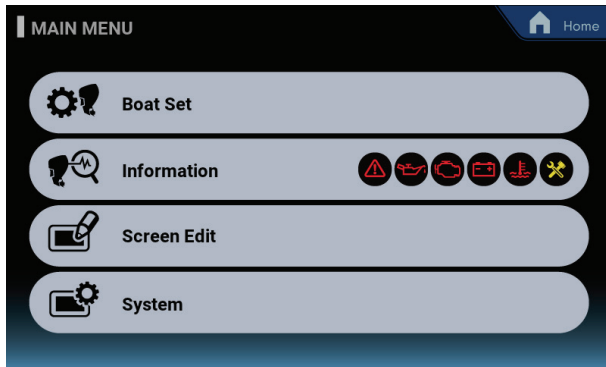 MAIN MENU
Home
Boat Set
Information
Screen Edit
System